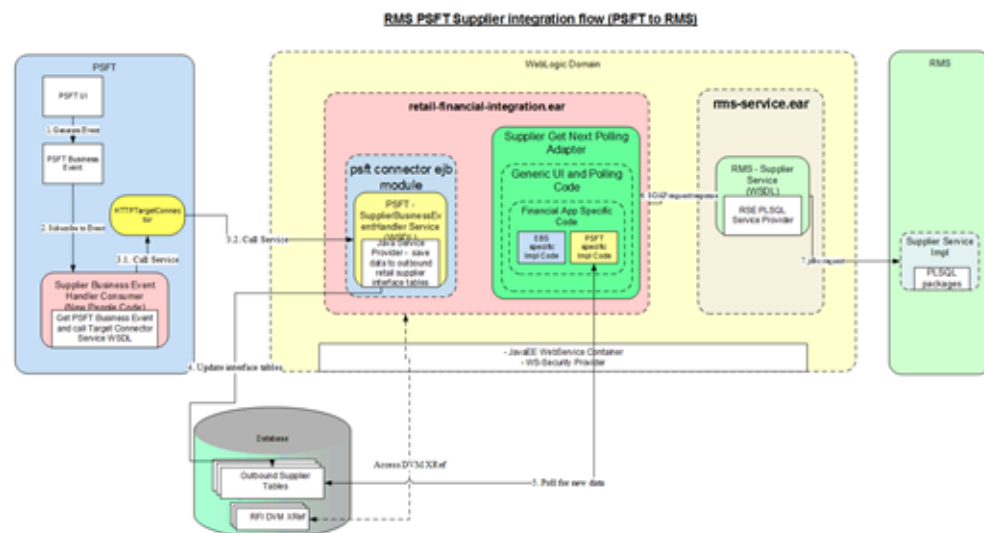 RMS PSFT Supplier integration flow (PSFT to RMS)
PSFT
PSFT UI
1. Generate Event
PSFT Business
Event
2. Subscribe to Event
HTTPTargetConnec
tor
3.1. Call Service
Supplier Business Event
Handler Consumer
(New People Code)
Get PSFT Business Event
and call Target Connector
Service WSDL
3.2. Call Service
WebLogic Domain
retail-financial-integration.ear
psft connector ejb
module
PSFT -
SupplierBusinessEv
entHandler Service
(WSDL)
Java Service
Provider - save
data to outbound
retail supplier
interface tables
Supplier Get Next Polling
Adapter
Generic UI and Polling
Code
Financial App Specific
Code
EBS
specific
Impl Code
PSFT
specific
Impl Code
6. SOAP request/response
rms-service.ear
RMS - Supplier
Service
(WSDL)
RSE PLSQL
Service Provider
RMS
Supplier Service
Impl
PLSQL
packages
- JavaEE WebService Container
- WS-Security Provider
4. Update interface tables
Database
Outbound Supplier
Tables
RFI DVM XRef
Access DVM XRef
5. Poll for new data